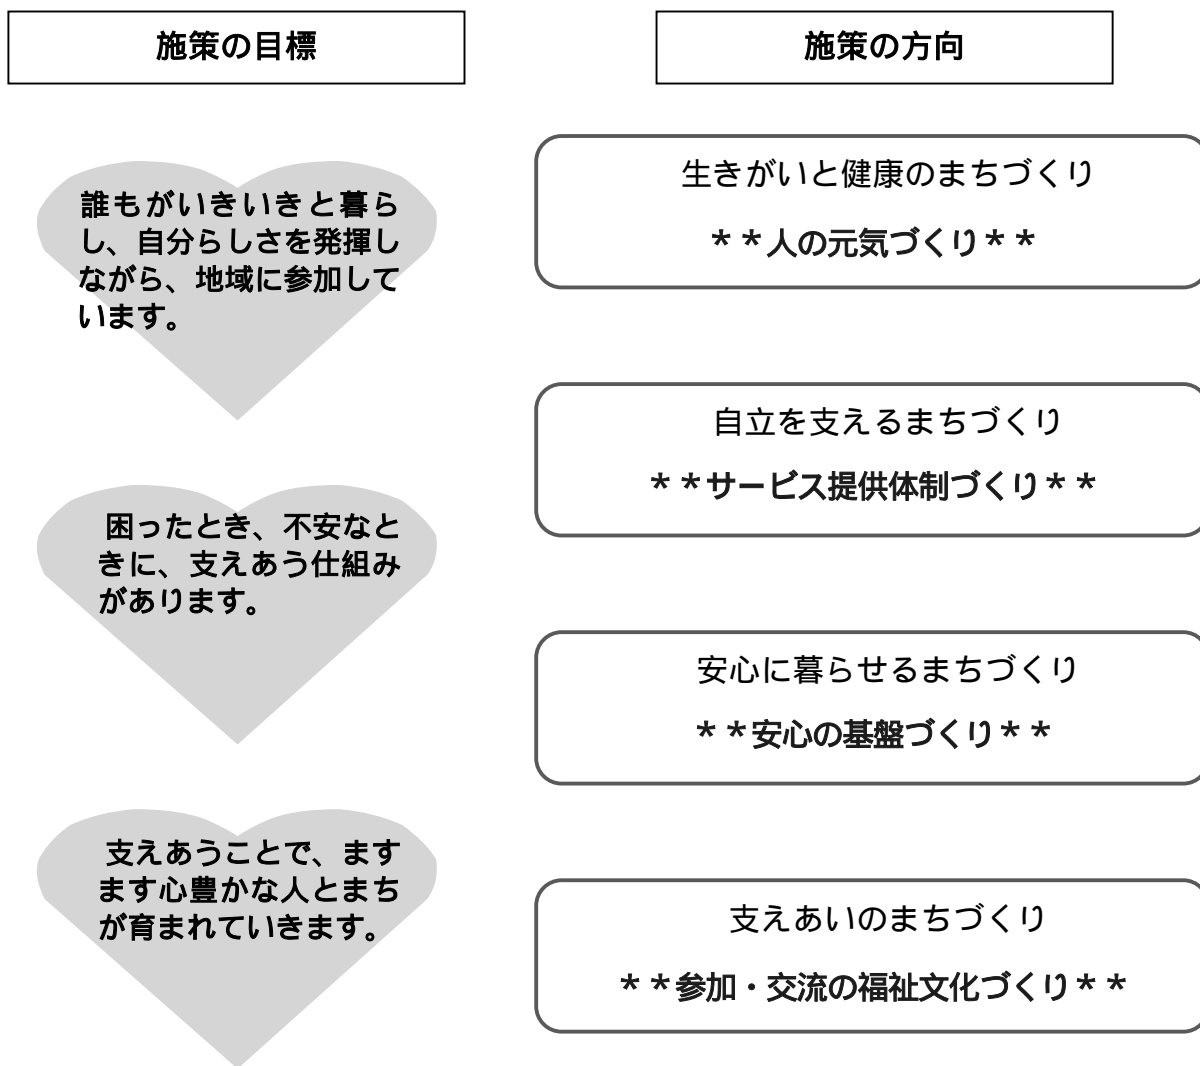 施策の目標
誰もがいきいきと暮ら
し、自分らしさを発揮し
ながら、地域に参加して
います。
困ったとき、不安なと
きに、支えあう仕組み
があります。
支えあうことで、ます
ます心豊かな人とまち
が育まれていきます。
施策の方向
生きがいと健康のまちづくり
**人の元気づくり**
自立を支えるまちづくり
**サービス提供体制づくり**
安心に暮らせるまちづくり
**安心の基盤づくり**
支えあいのまちづくり
**参加・交流の福祉文化づくり**